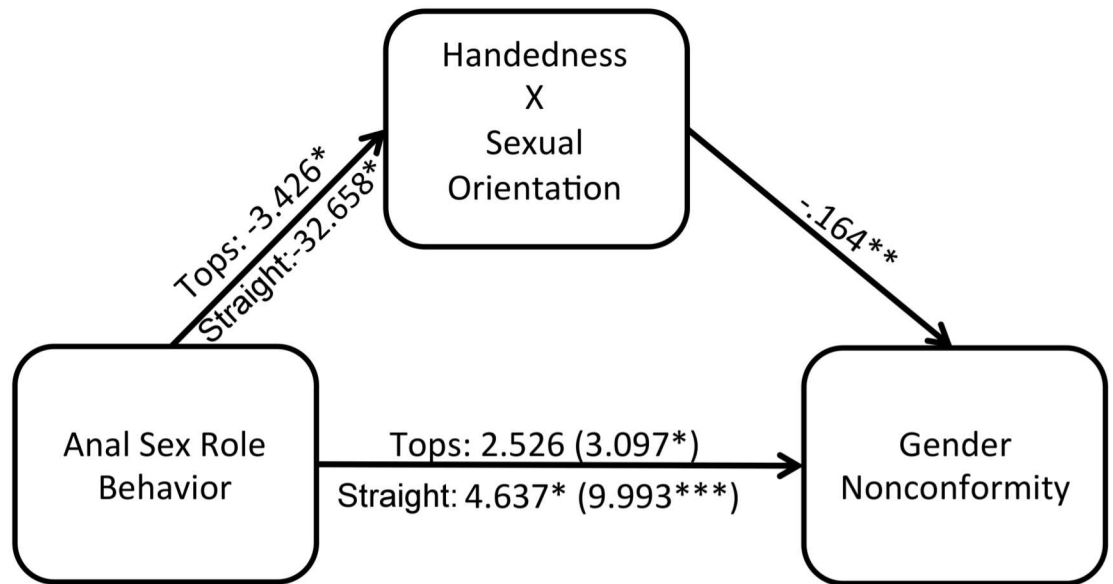 Handedness
X
Sexual
Orientation
Tops: -3.426*
Straight:-32.658*
-.164**
Anal Sex Role
Behavior
Tops: 2.526 (3.097*)
Straight: 4.637* (9.993***)
Gender
Nonconformity